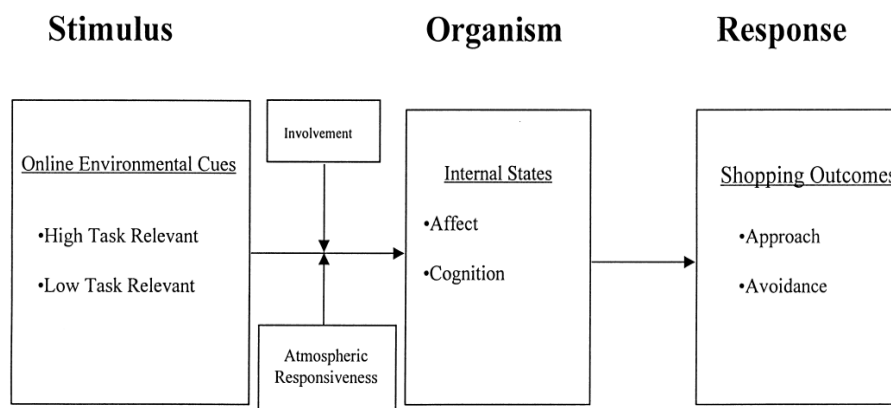 Stimulus
Organism
Response
Involvement
Online Environmental Cues
•High Task Relevant
•Low Task Relevant
Atmospheric
Responsiveness
Internal States
•Affect
•Cognition
Shopping Outcomes
•Approach
•Avoidance